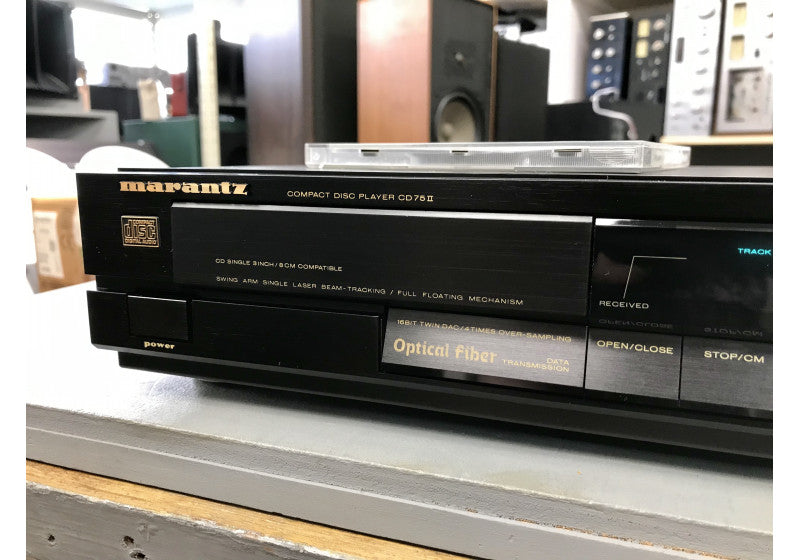 marantz
COMPACT DISC PLAYER CD75II
COMPACT
disc
DIGITAL AUDIO
CD SINGLE 3INCH/8CM COMPATIBLE
SWING ARM SINGLE LASER BEAM-TRACKING / FULL FLOATING MECHANISM
TRACK
RECEIVED
power
16BIT TWIN DAC/4TIMES OVER-SAMPLING
Optical fiber
DATA
TRANSMISSION
OPEN/CLOSE
STOP/CM